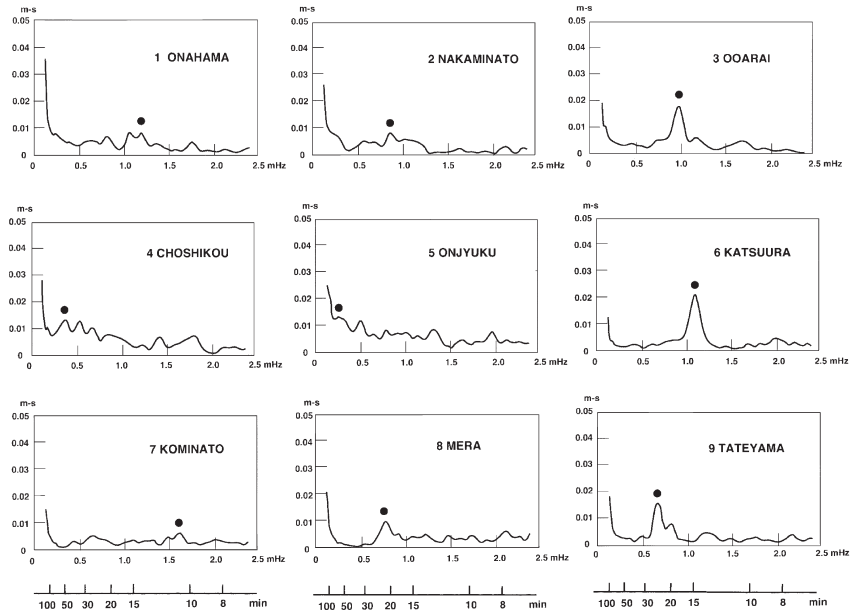 m-s
0.05
0.04
0.03
0.02
0.01
0
1 ONAHAMA
0.5 1.0 1.5 2.0 2.5 mHz
m-s
0.05
0.04
0.03
0.02
0.01
0
2 NAKAMINATO
0.5 1.0 1.5 2.0 2.5 mHz
m-s
0.05
0.04
0.03
0.02
0.01
0
3 OOARAI
0.5 1.0 1.5 2.0 2.5 mHz
m-s
0.05
0.04
0.03
0.02
0.01
0
4 CHOSHIKOU
0.5 1.0 1.5 2.0 2.5 mHz
m-s
0.05
0.04
0.03
0.02
0.01
0
5 ONJYUKU
0.5 1.0 1.5 2.0 2.5 mHz
m-s
0.05
0.04
0.03
0.02
0.01
0
6 KATSUURA
0.5 1.0 1.5 2.0 2.5 mHz
m-s
0.05
0.04
0.03
0.02
0.01
0
7 KOMINATO
0.5 1.0 1.5 2.0 2.5 mHz
m-s
0.05
0.04
0.03
0.02
0.01
0
8 MERA
0.5 1.0 1.5 2.0 2.5 mHz
m-s
0.05
0.04
0.03
0.02
0.01
0
9 TATEYAMA
0.5 1.0 1.5 2.0 2.5 mHz
100 50 30 20 15 10 8 min
100 50 30 20 15 10 8 min
100 50 30 20 15 10 8 min